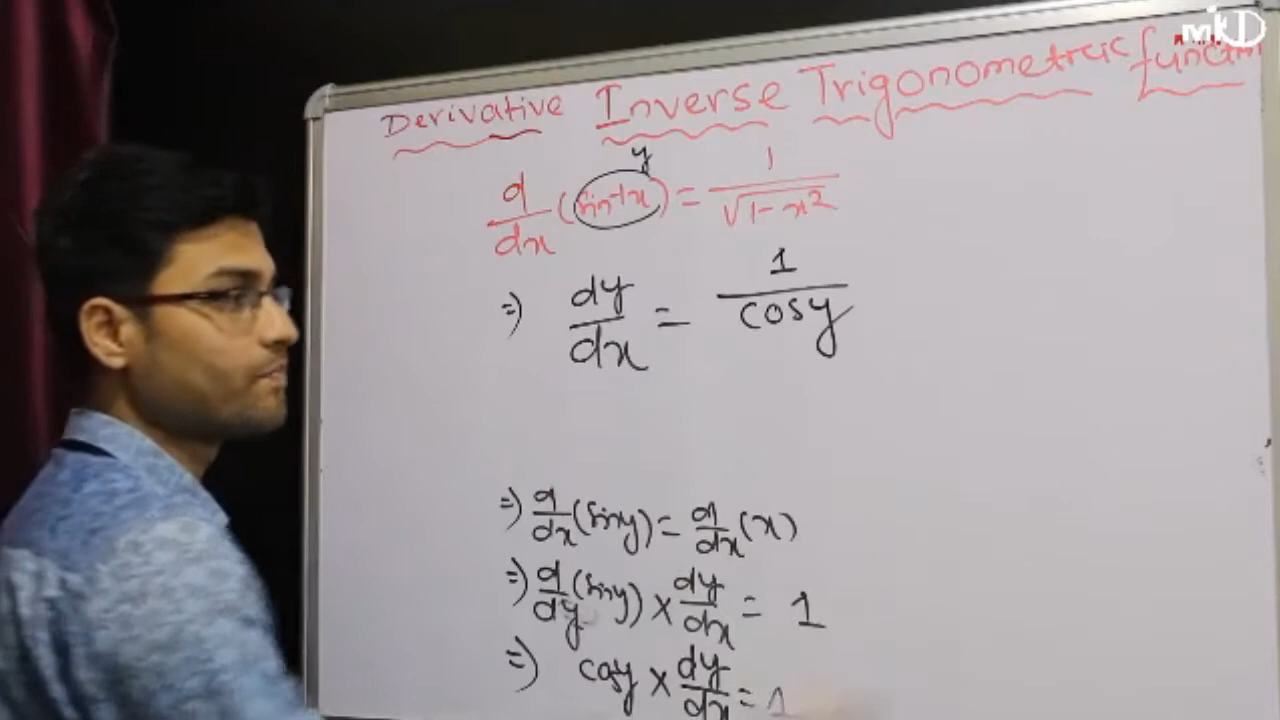 MKD
Derivative Inverse Trigonometric functi
d/dx (sin⁻¹x) = 1/√1-x²
y
=> dy/dx = 1/cosy
=> d/dx (siny) = d/dx (x)
=> d/dy (siny) × dy/dx = 1
=> cosy × dy/dx = 1